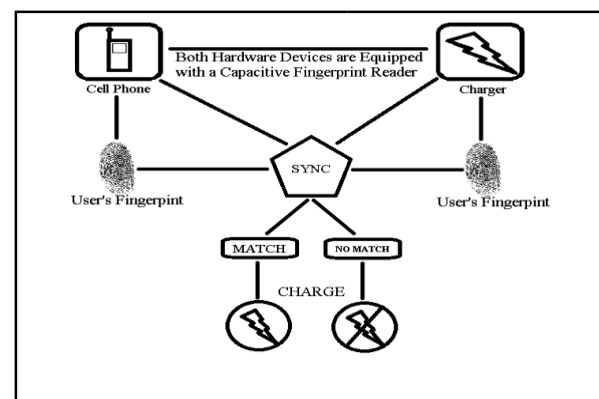 Both Hardware Devices are Equipped
with a Capacitive Fingerprint Reader
Cell Phone
Charger
SYNC
User's Fingerpint
User's Fingerpint
MATCH
NO MATCH
CHARGE